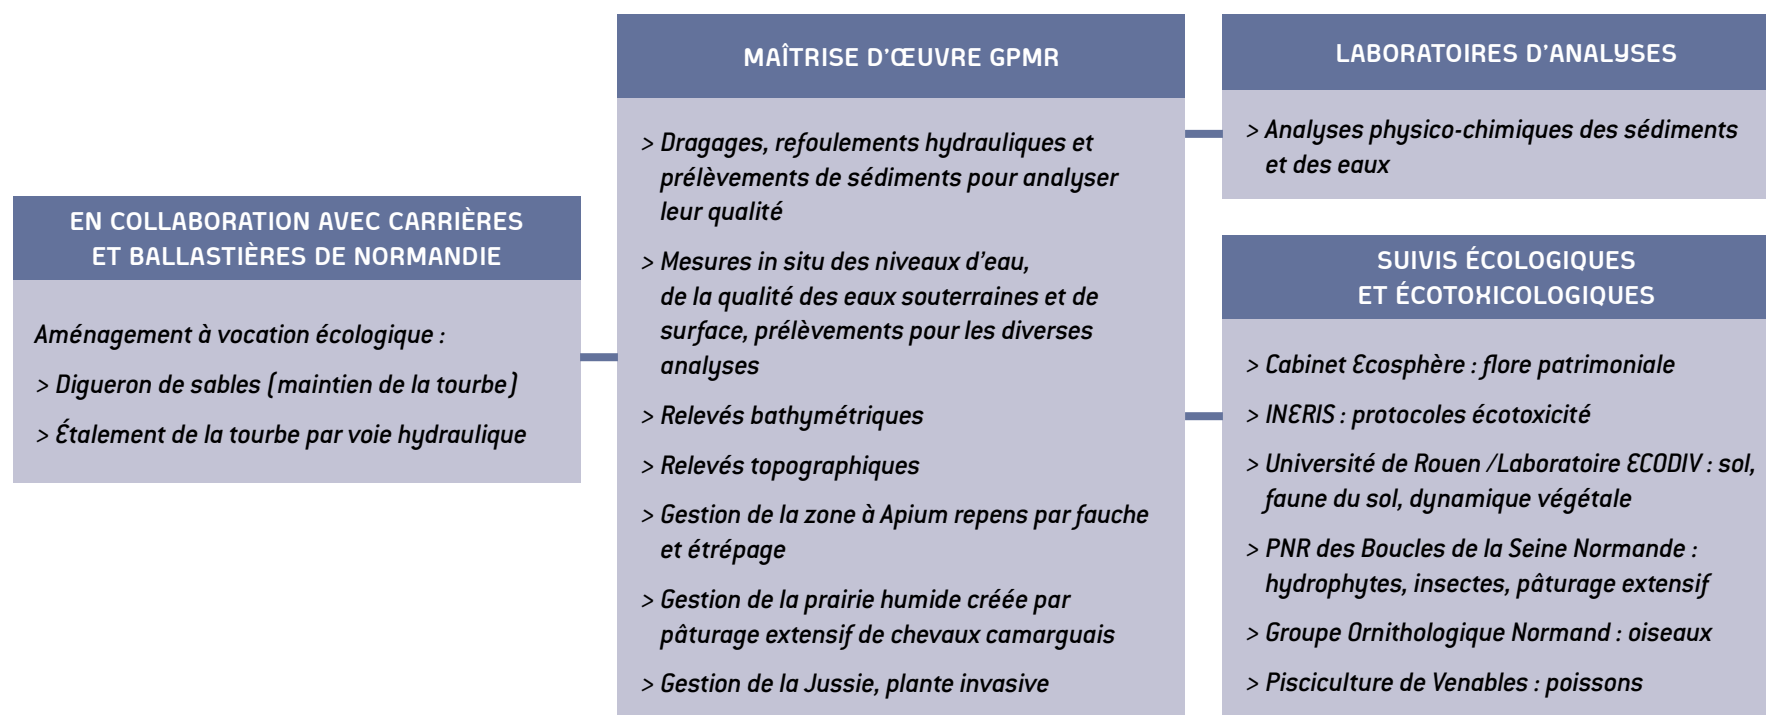 EN COLLABORATION AVEC CARRIÈRES
ET BALLASTIÈRES DE NORMANDIE
Aménagement à vocation écologique :
> Digueron de sables (maintien de la tourbe)
> Étalement de la tourbe par voie hydraulique
MAÎTRISE D'ŒUVRE GPMR
> Dragages, refoulements hydrauliques et
prélèvements de sédiments pour analyser
leur qualité
> Mesures in situ des niveaux d'eau,
de la qualité des eaux souterraines et de
surface, prélèvements pour les diverses
analyses
> Relevés bathymétriques
> Relevés topographiques
> Gestion de la zone à Apium repens par fauche
et étrépage
> Gestion de la prairie humide créée par
pâturage extensif de chevaux camarguais
> Gestion de la Jussie, plante invasive
LABORATOIRES D'ANALYSES
> Analyses physico-chimiques des sédiments
et des eaux
SUIVIS ÉCOLOGIQUES
ET ÉCOTOXICOLOGIQUES
> Cabinet Ecosphère : flore patrimoniale
> INERIS : protocoles écotoxicité
> Université de Rouen /Laboratoire ECODIV : sol,
faune du sol, dynamique végétale
> PNR des Boucles de la Seine Normande :
hydrophytes, insectes, pâturage extensif
> Groupe Ornithologique Normand : oiseaux
> Pisciculture de Venables : poissons